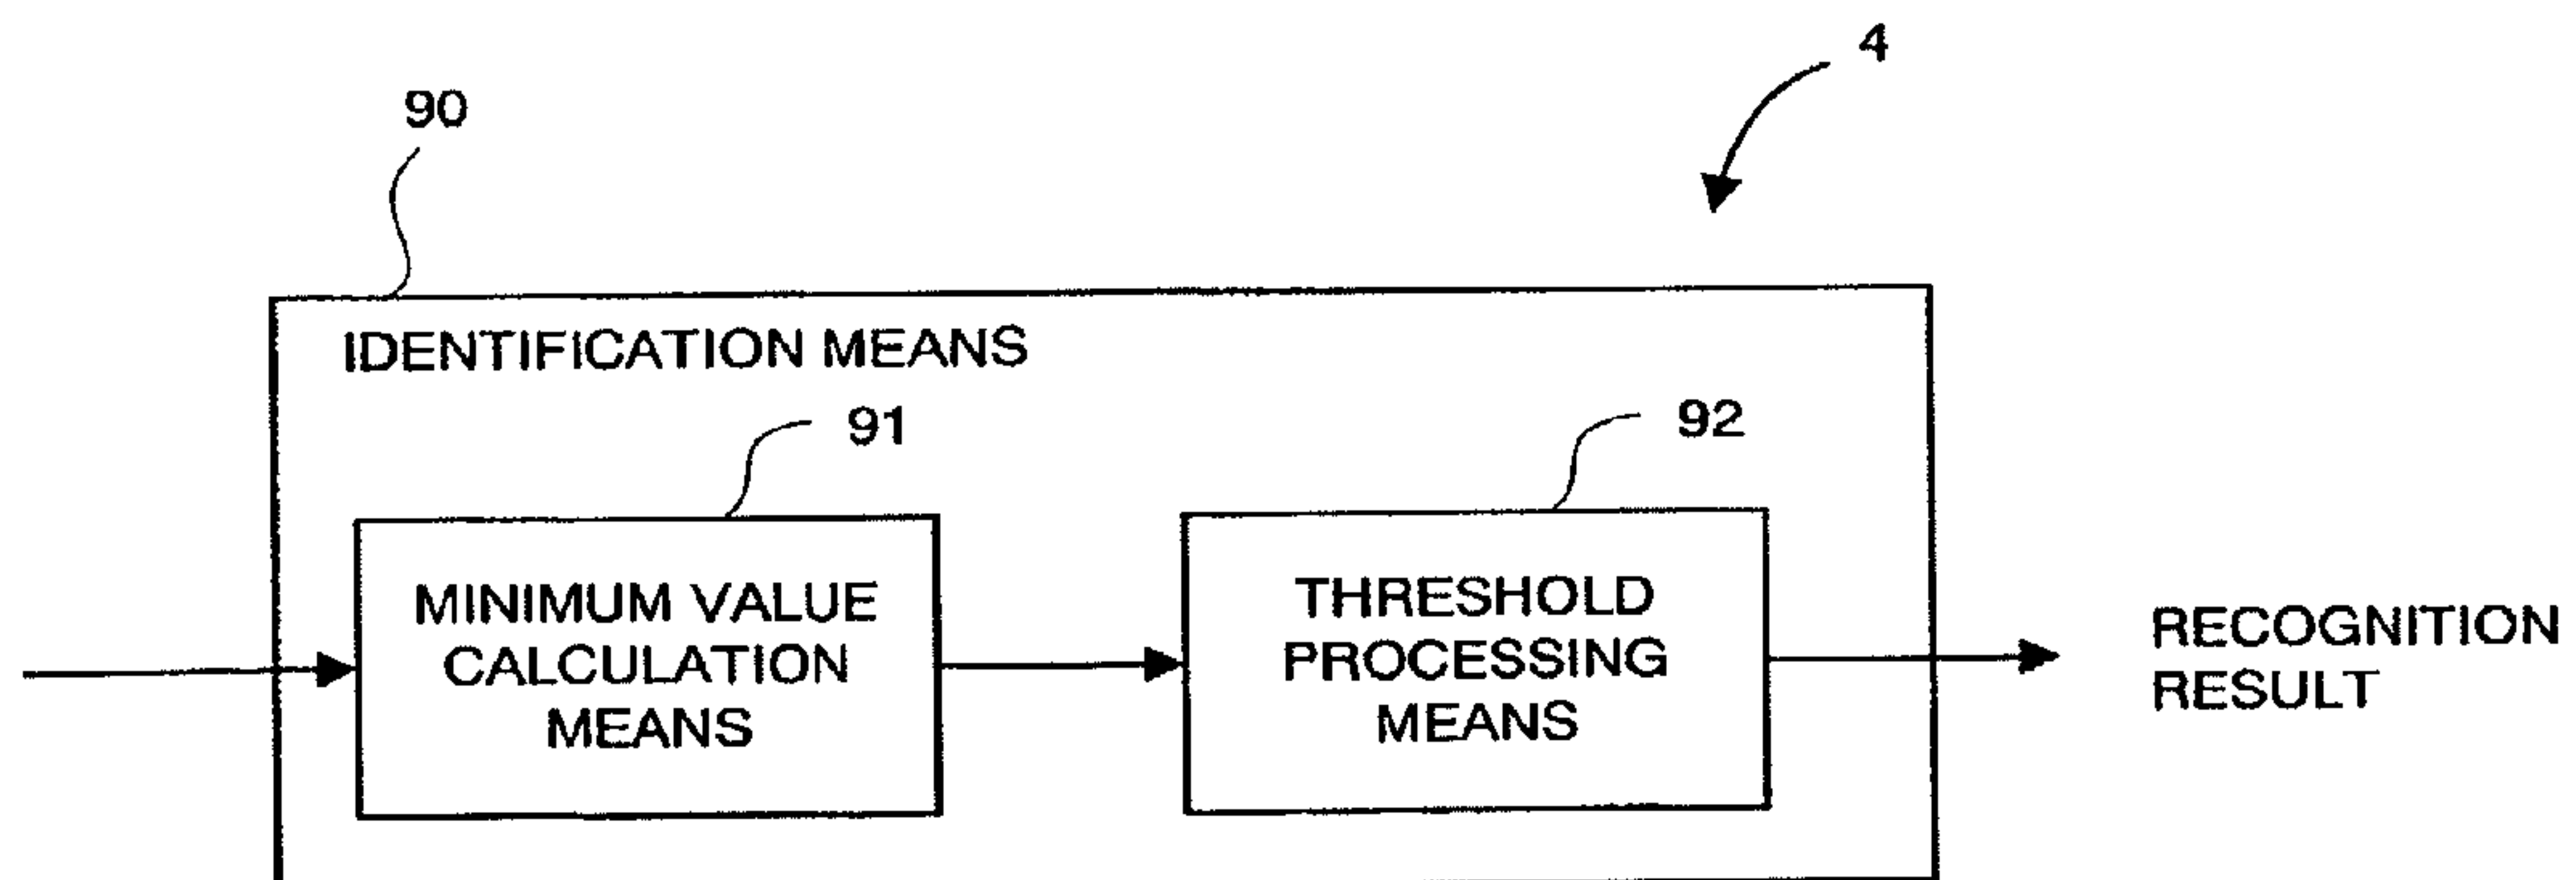 4
90
IDENTIFICATION MEANS
91
92
MINIMUM VALUE
CALCULATION
MEANS
THRESHOLD
PROCESSING
MEANS
RECOGNITION
RESULT